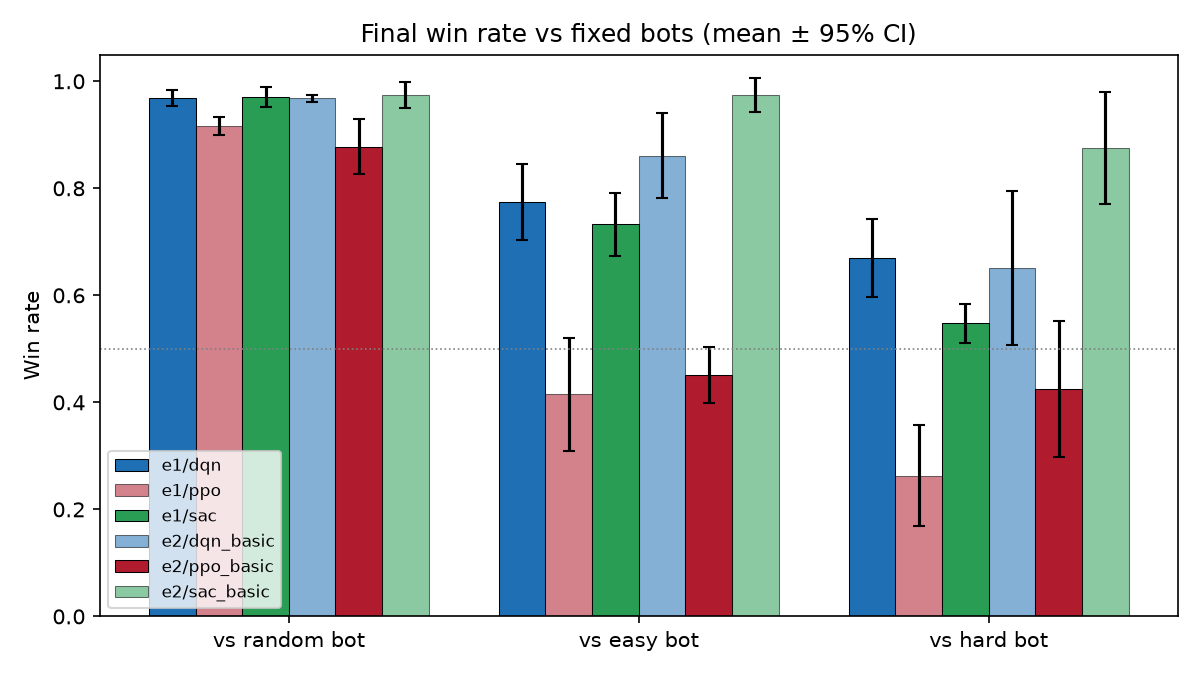 Final win rate vs fixed bots (mean ± 95% CI)
Win rate
1.0
0.8
0.6
0.4
0.2
0.0
e1/dqn
e1/ppo
e1/sac
e2/dqn_basic
e2/ppo_basic
e2/sac_basic
vs random bot
vs easy bot
vs hard bot